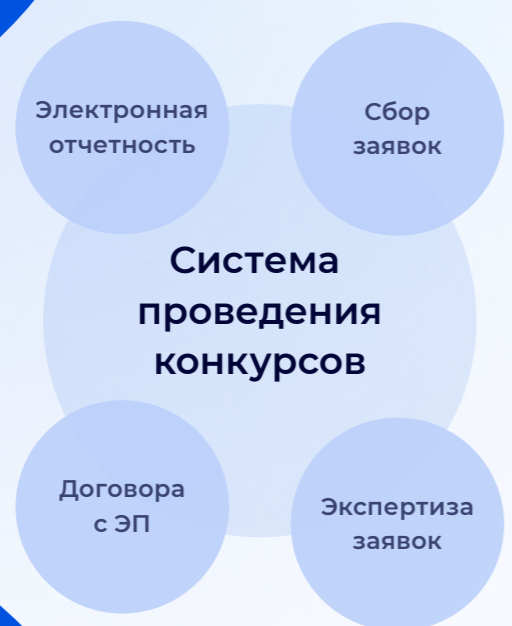 Электронная
отчетность
Сбор
заявок
Система
проведения
конкурсов
Договора
с ЭП
Экспертиза
заявок